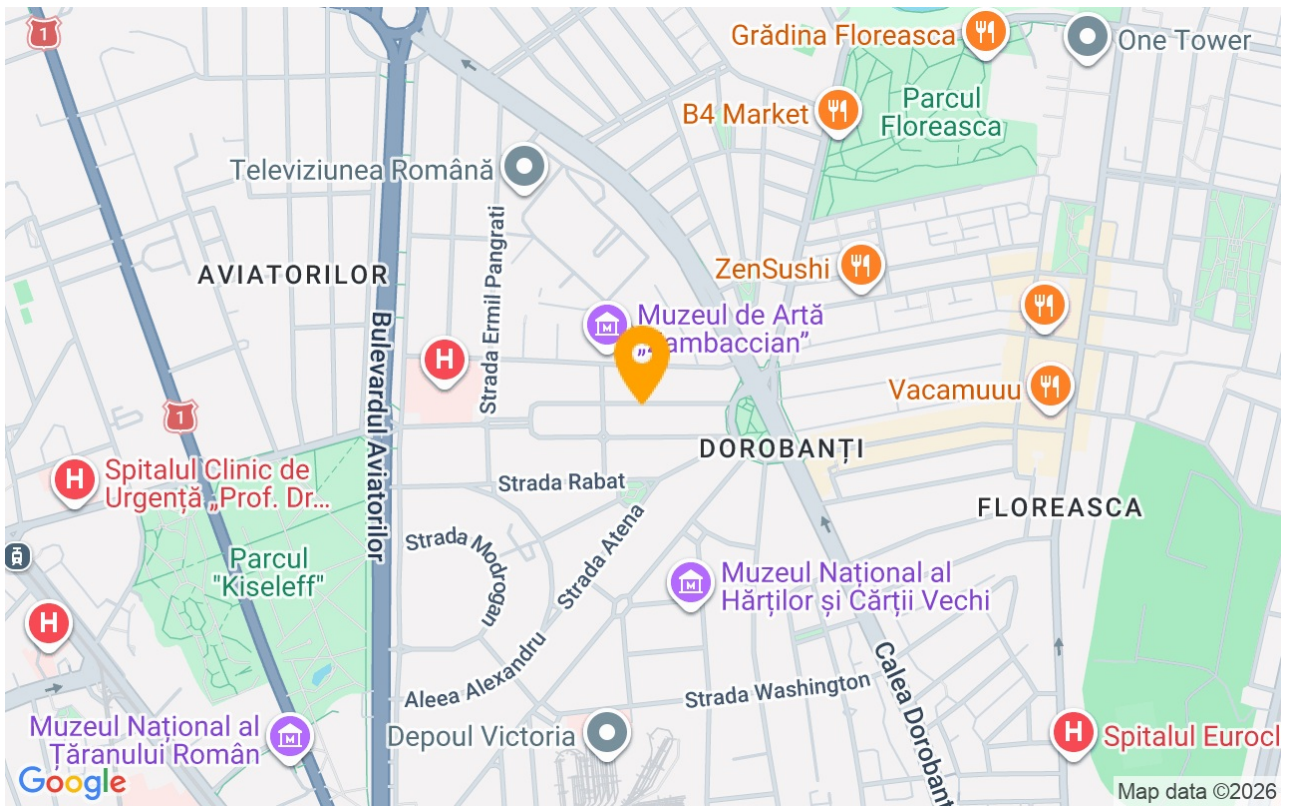 1
Grădina Floreasca
One Tower
B4 Market
Parcul
Floreasca
Televiziunea Română
Strada Ermil Pangrati
AVIATORILOR
ZenSushi
Muzeul de Artă
ambaccian”
Bulevardul Aviatorilor
H
Vacamuuu
1
DOROBANȚI
H
Spitalul Clinic de
Urgență „Prof. Dr...
Strada Rabat
FLOREASCA
Strada Modrogan
Strada Atena
Parcul
"Kiseleff"
Muzeul Național al
Hărților și Cărții Vechi
H
Aleea Alexandru
Calea Dorobanț
Strada Washington
Muzeul Național al
Țăranului Român
Depoul Victoria
H
Spitalul Eurocl
Google
Map data ©2026